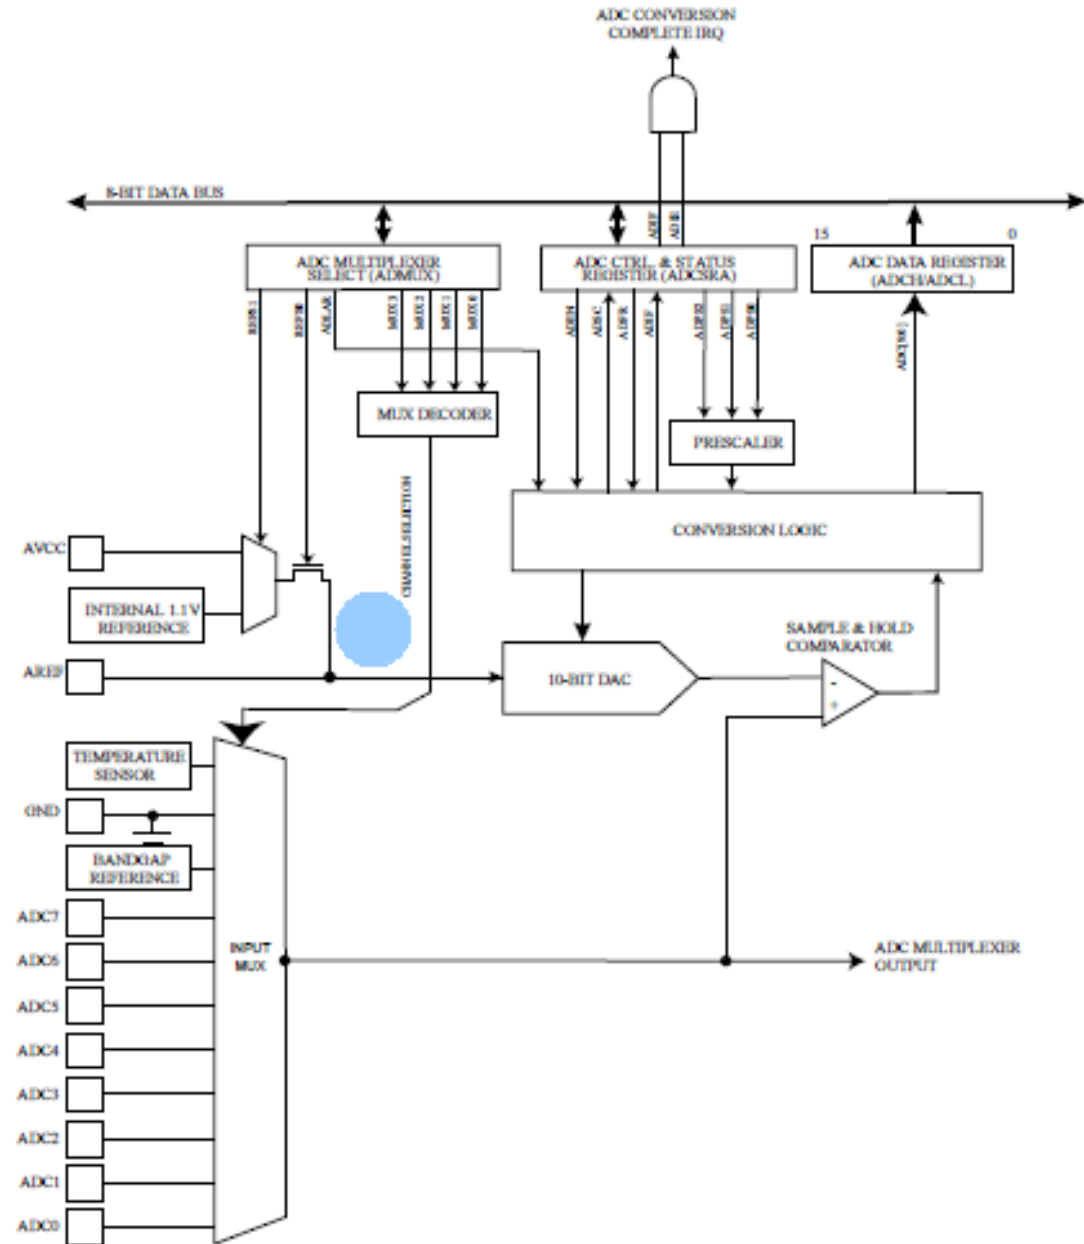 ADC CONVERSION
COMPLETE IRQ
8-BIT DATA BUS
ADIF
ADIE
15
0
ADC MULTIPLEXER
SELECT (ADMUX)
ADC CTRL. & STATUS
REGISTER (ADCSRA)
ADC DATA REGISTER
(ADCH/ADCL)
REFS1
REFS0
ADLAR
MUX3
MUX2
MUX1
MUX0
ADEN
ADSC
ADFR
ADIF
ADPS2
ADPS1
ADPS0
MUX DECODER
PRESCALER
CHANNEL SELECTION
CONVERSION LOGIC
AVCC
INTERNAL 1.1V
REFERENCE
SAMPLE & HOLD
COMPARATOR
AREF
10-BIT DAC
-
+
TEMPERATURE
SENSOR
GND
BANDGAP
REFERENCE
ADC7
INPUT
MUX
ADC MULTIPLEXER
OUTPUT
ADC6
ADC5
ADC4
ADC3
ADC2
ADC1
ADC0